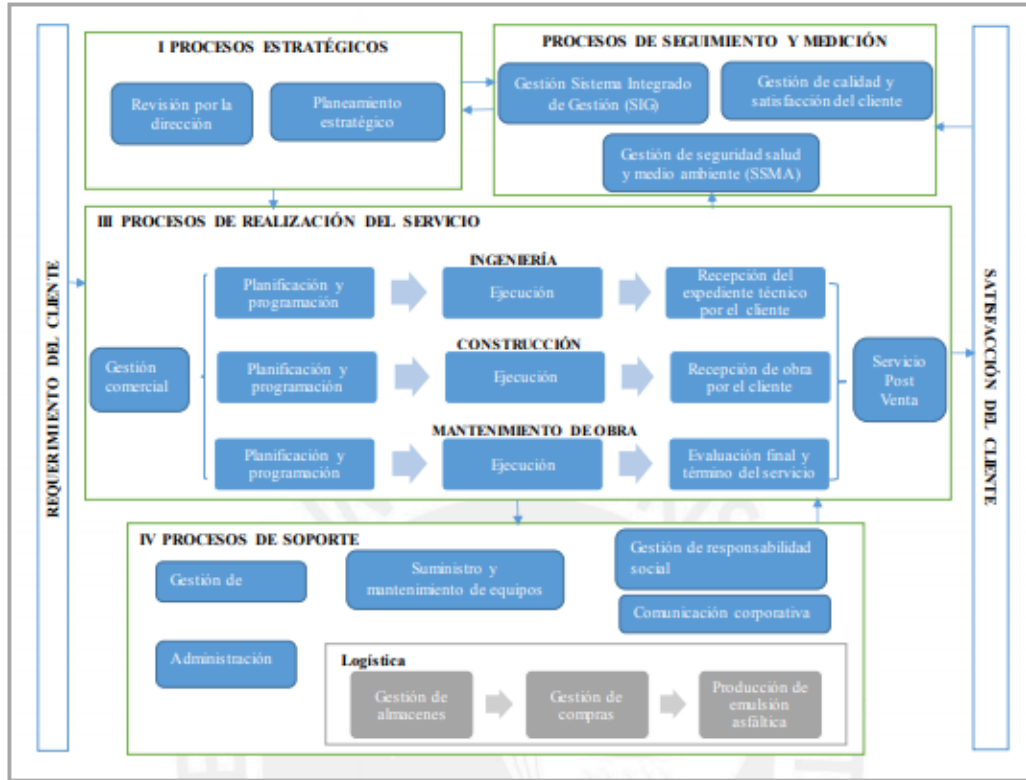 REQUERIMIENTO DEL CLIENTE
I PROCESOS ESTRATÉGICOS
Revisión por la
dirección
Planeamiento
estratégico
PROCESOS DE SEGUIMIENTO Y MEDICIÓN
Gestión Sistema Integrado
de Gestión (SIG)
Gestión de calidad y
satisfacción del cliente
Gestión de seguridad salud
y medio ambiente (SSMA)
III PROCESOS DE REALIZACIÓN DEL SERVICIO
Gestión
comercial
INGENIERÍA
Planificación y
programación
Ejecución
Recepción del
expediente técnico
por el cliente
CONSTRUCCIÓN
Planificación y
programación
Ejecución
Recepción de obra
por el cliente
MANTENIMIENTO DE OBRA
Planificación y
programación
Ejecución
Evaluación final y
término del servicio
Servicio
Post
Venta
IV PROCESOS DE SOPORTE
Gestión de
Suministro y
mantenimiento de equipos
Gestión de responsabilidad
social
Comunicación corporativa
Administración
Logística
Gestión de
almacenes
Gestión de
compras
Producción de
emulsión
asfáltica
SATISFACCIÓN DEL CLIENTE